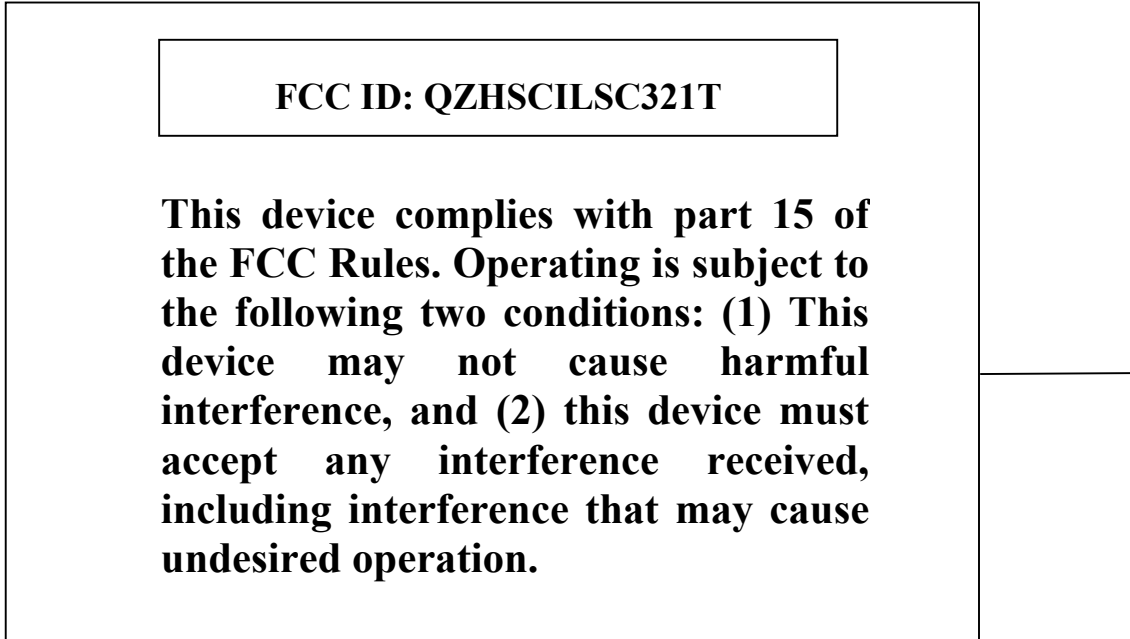 FCC ID: QZHSCILSC321T
This device complies with part 15 of
the FCC Rules. Operating is subject to
the following two conditions: (1) This
device may not cause harmful
interference, and (2) this device must
accept any interference received,
including interference that may cause
undesired operation.